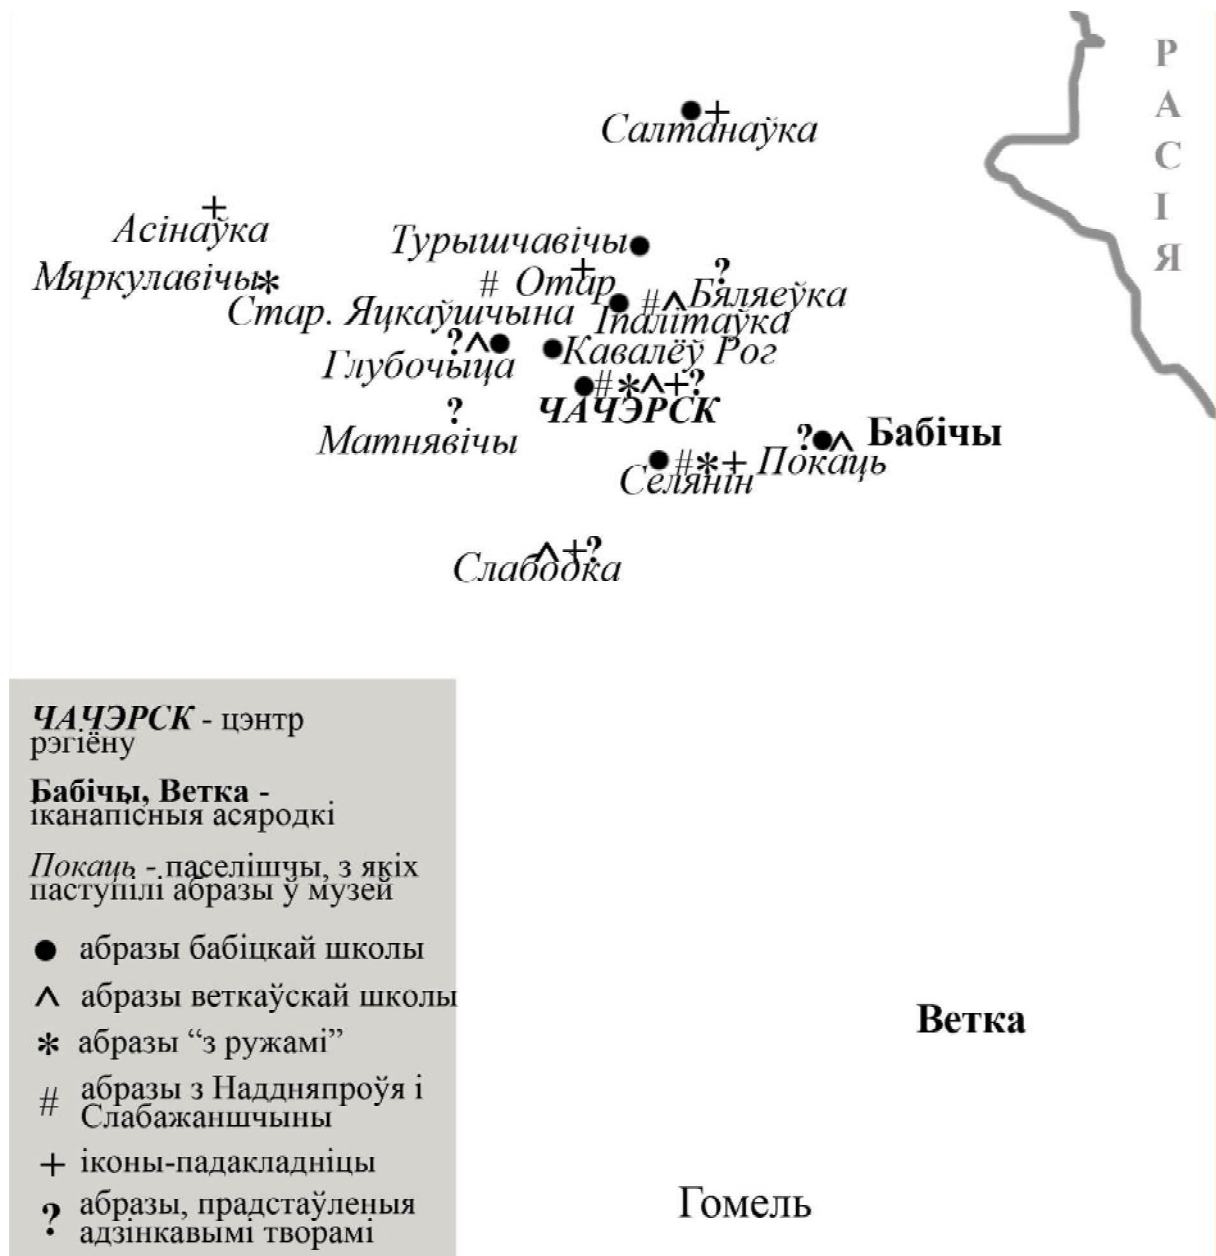 Р
А
С
І
Я
● +
Салтанаўка
+
Асінаўка
Турышчавічы ●
Мяркулавічы *
# Отар +
?
● # ^ Бяляеўка
Стар. Яцкаўшчына
Іпалітаўка
? ^ ●
Глубочыца
● Кавалёў Рог
● # * ^ + ?
ЧАЧЭРСК
?
Матнявічы
? ● ^ Бабічы
Покаць
● # * +
Селянін
^ + ?
Слабодка
ЧАЧЭРСК - цэнтр
рэгіёну
Бабічы, Ветка -
іканапісныя асяродкі
Покаць - паселішчы, з якіх
паступілі абразы ў музей
● абразы бабіцкай школы
^ абразы веткаўскай школы
* абразы “з ружамі”
# абразы з Наддняпроўя і
Слабажаншчыны
+ іконы-падакладніцы
? абразы, прадстаўленыя
адзінкавымі творамі
Ветка
Гомель